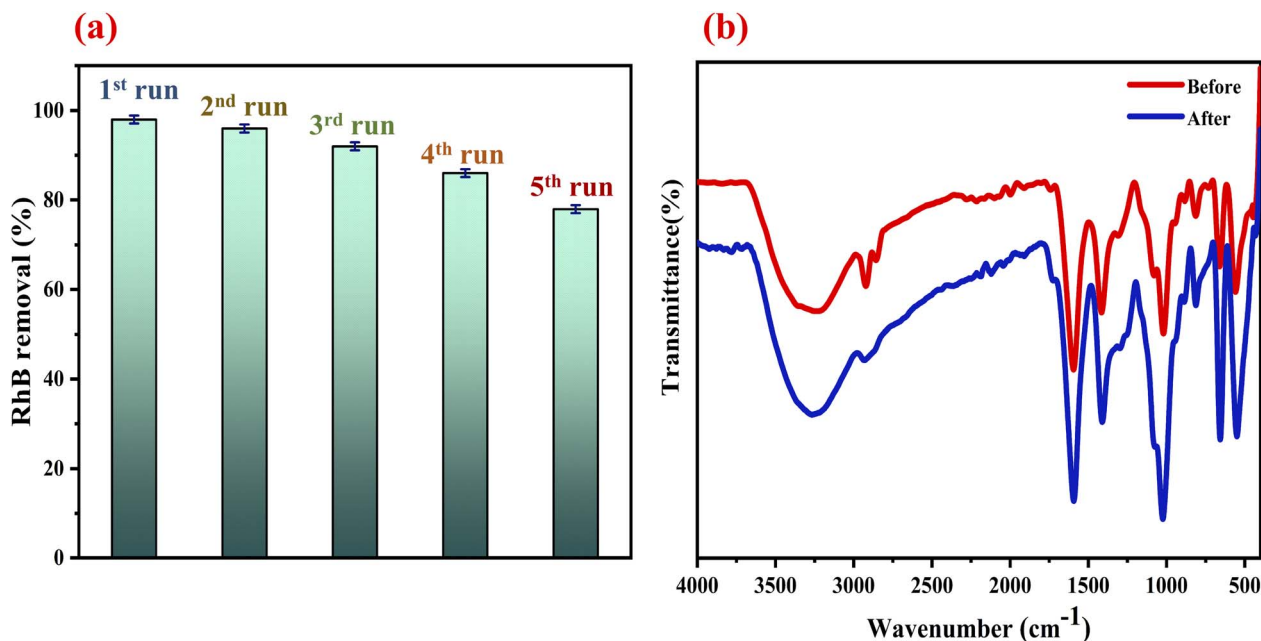 (a)
RhB removal (%)
100
80
60
40
20
0
1st run
2nd run
3rd run
4th run
5th run
(b)
Transmittance(%)
Before
After
4000 3500 3000 2500 2000 1500 1000 500
Wavenumber (cm-1)